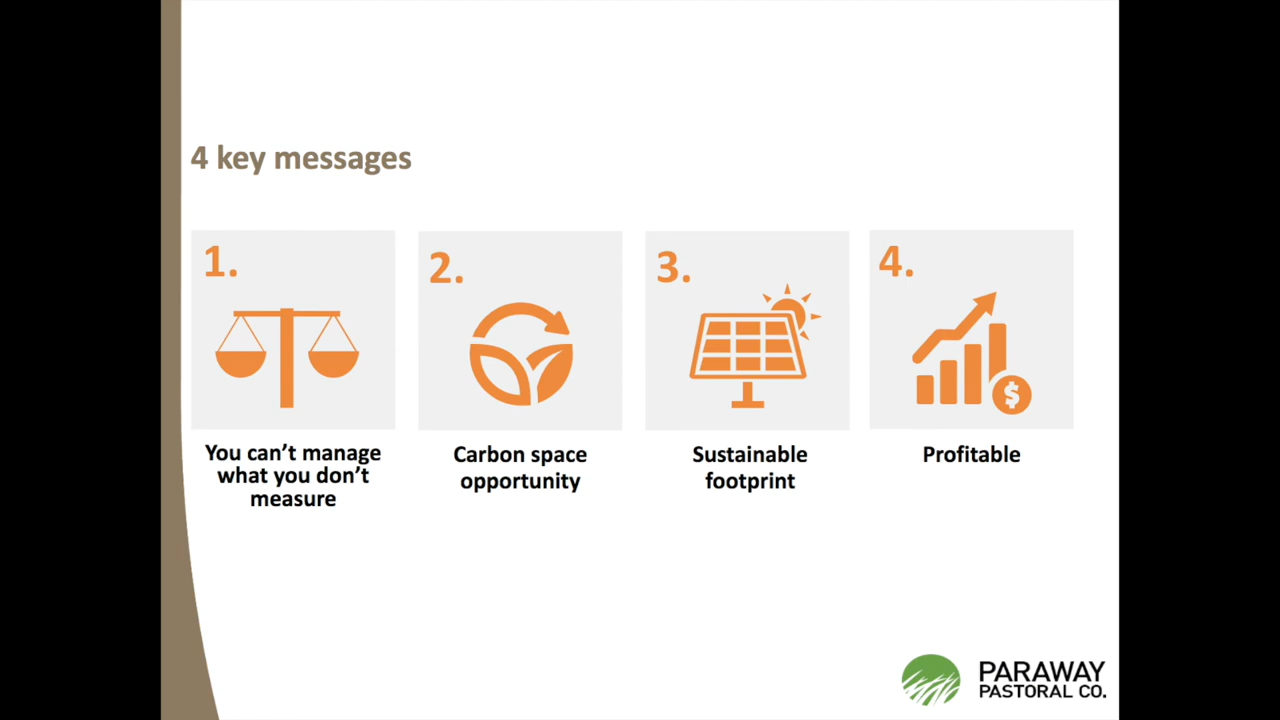 4 key messages
1.
You can't manage
what you don't
measure
2.
Carbon space
opportunity
3.
Sustainable
footprint
4.
$
Profitable
PARAWAY
PASTORAL CO.